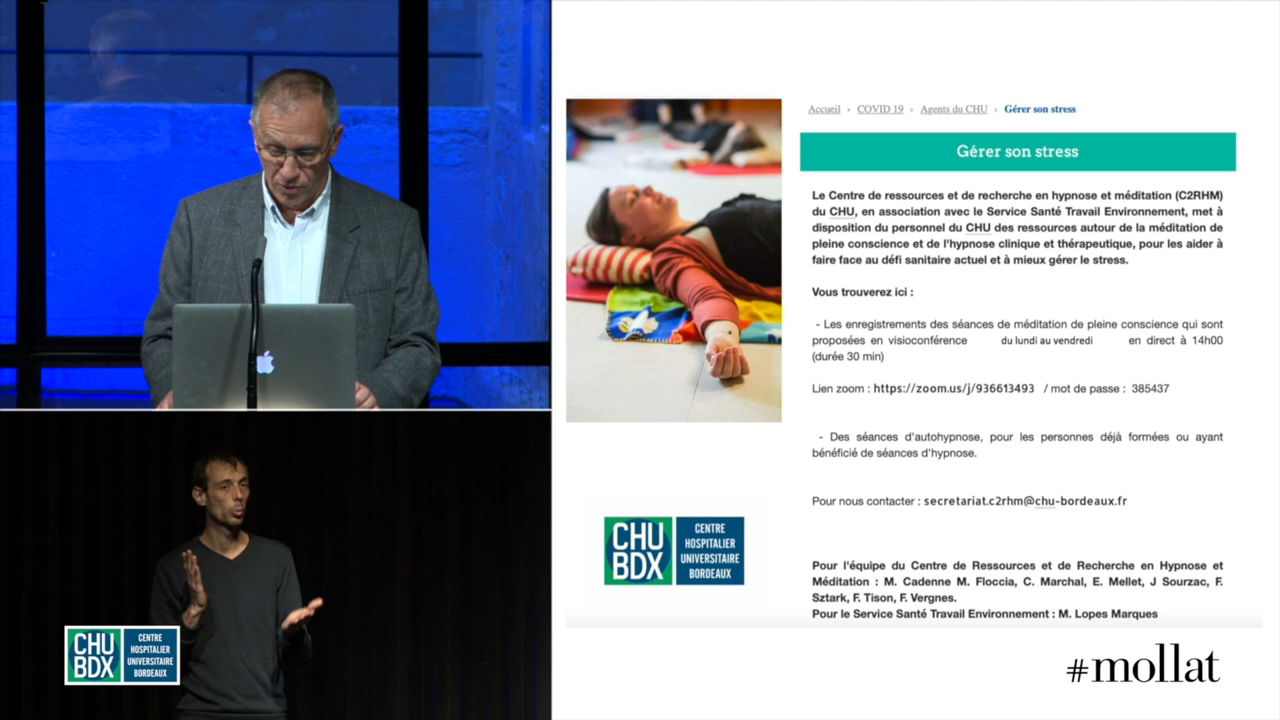 Accueil › COVID 19 › Agents du CHU › Gérer son stress
Gérer son stress
Le Centre de ressources et de recherche en hypnose et méditation (C2RHM)
du CHU, en association avec le Service Santé Travail Environnement, met à
disposition du personnel du CHU des ressources autour de la méditation de
pleine conscience et de l'hypnose clinique et thérapeutique, pour les aider à
faire face au défi sanitaire actuel et à mieux gérer le stress.
Vous trouverez ici :
- Les enregistrements des séances de méditation de pleine conscience qui sont
proposées en visioconférence du lundi au vendredi en direct à 14h00
(durée 30 min)
Lien zoom : https://zoom.us/j/936613493 / mot de passe : 385437
- Des séances d'autohypnose, pour les personnes déjà formées ou ayant
bénéficié de séances d'hypnose.
Pour nous contacter : secretariat.c2rhm@chu-bordeaux.fr
Pour l'équipe du Centre de Ressources et de Recherche en Hypnose et
Méditation : M. Cadenne M. Floccia, C. Marchal, E. Mellet, J Sourzac, F.
Sztark, F. Tison, F. Vergnes.
Pour le Service Santé Travail Environnement : M. Lopes Marques
CHU
BDX
CENTRE
HOSPITALIER
UNIVERSITAIRE
BORDEAUX
CHU
BDX
CENTRE
HOSPITALIER
UNIVERSITAIRE
BORDEAUX
#mollat